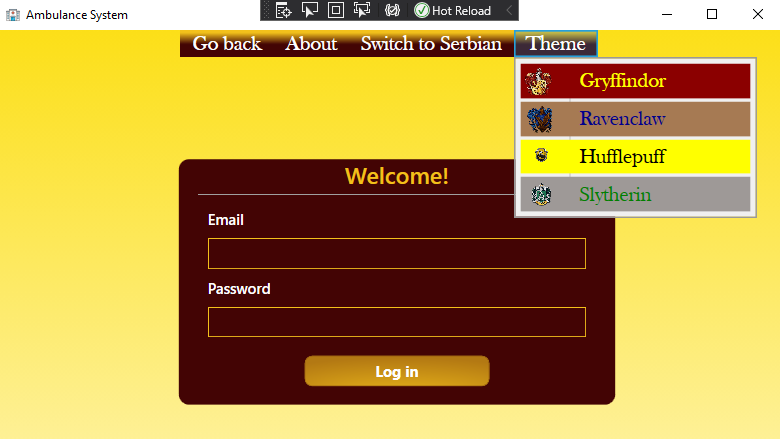 Ambulance System
Hot Reload
Go back About Switch to Serbian Theme
Gryffindor
Ravenclaw
Hufflepuff
Slytherin
Welcome!
Email
Password
Log in